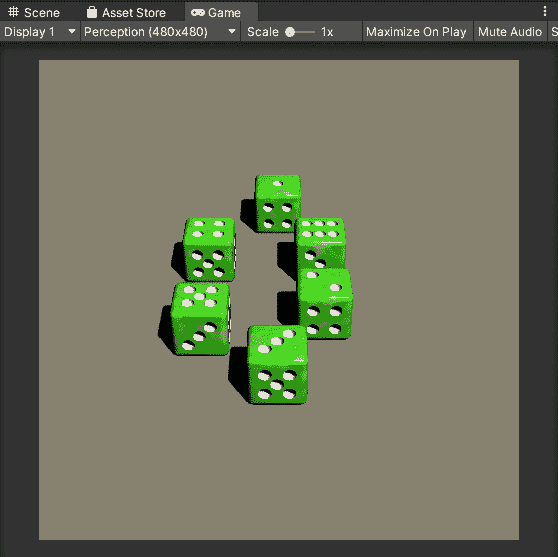 Scene Asset Store Game
Display 1 Perception (480x480) Scale 1x Maximize On Play Mute Audio S